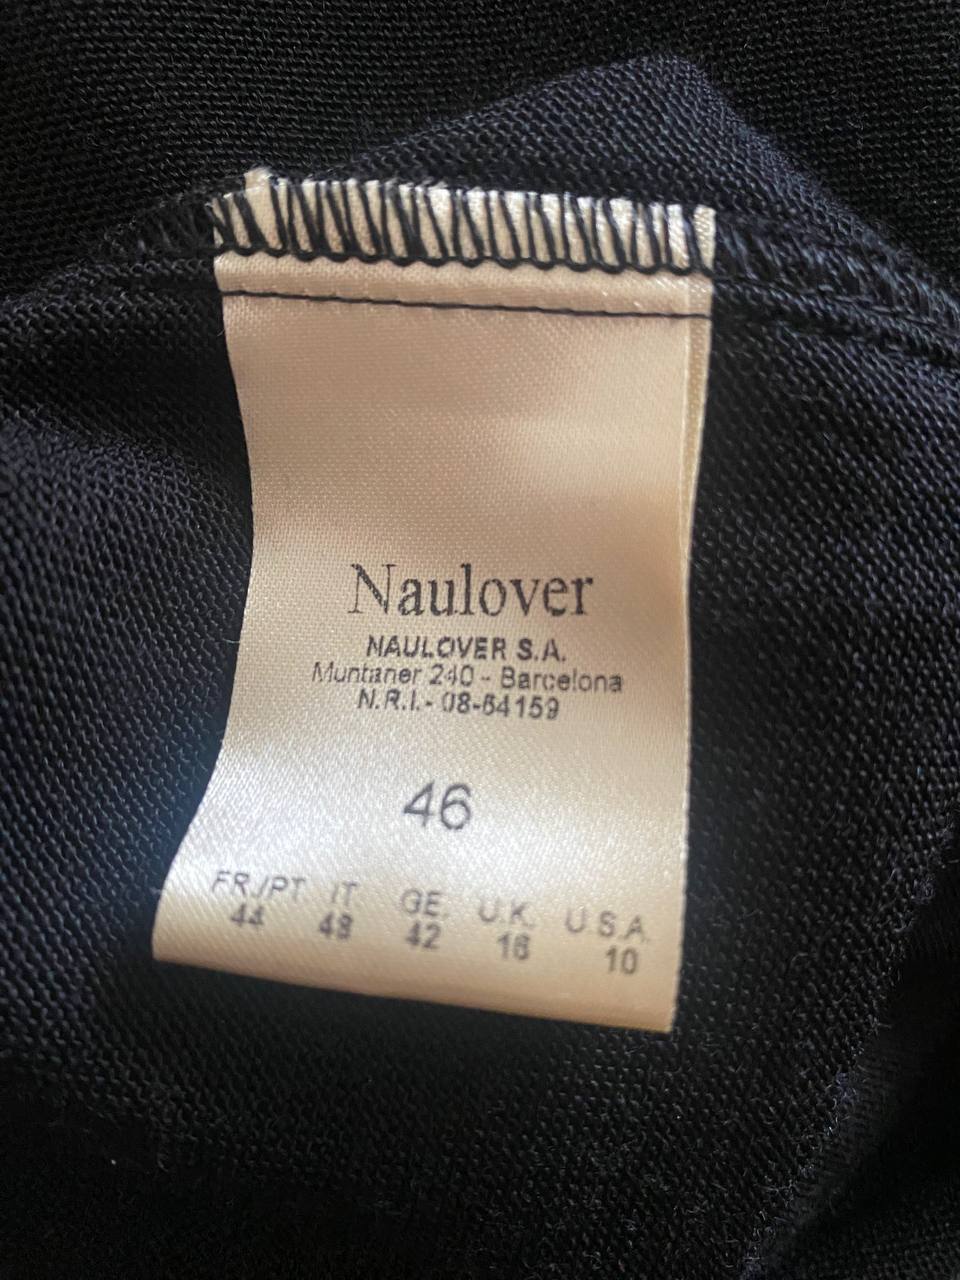 Naulover
NAULOVER S.A.
Muntaner 240 - Barcelona
N.R.I.- 08-64159
46
FR./PT IT GE. U.K. U.S.A.
44 48 42 16 10